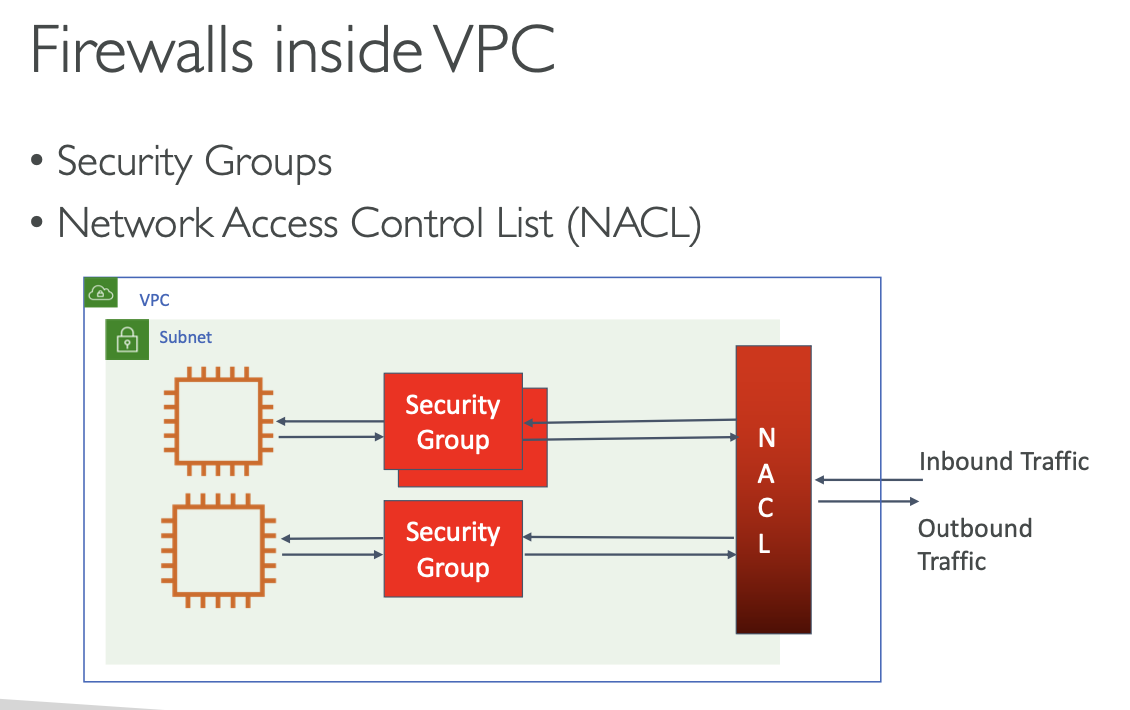 Firewalls inside VPC
• Security Groups
• Network Access Control List (NACL)
VPC
Subnet
Security
Group
Security
Group
N
A
C
L
Inbound Traffic
Outbound
Traffic